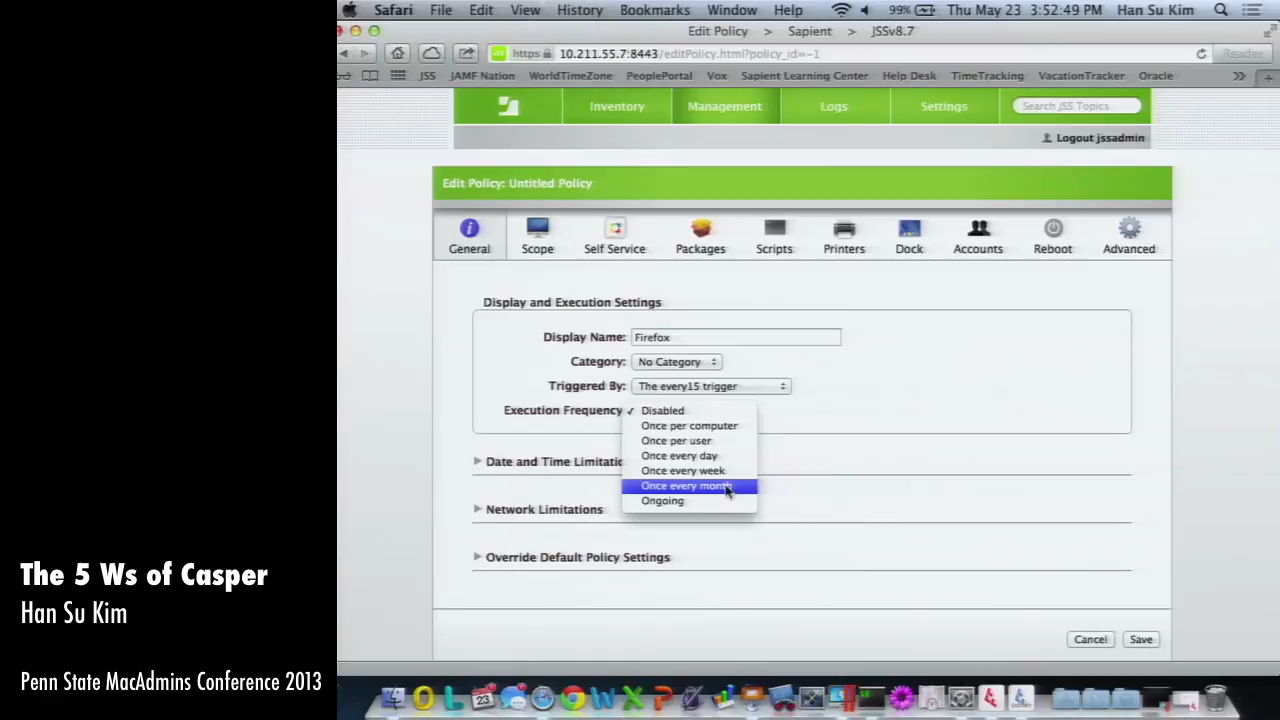 Safari File Edit View History Bookmarks Window Help 99% Thu May 23 3:52:49 PM Han Su Kim
Edit Policy > Sapient > JSSv8.7
https 10.211.55.7:8443/editPolicy.html?policy_id=-1 Reader
JSS JAMF Nation WorldTimeZone PeoplePortal Vox Sapient Learning Center Help Desk TimeTracking VacationTracker Oracle
Inventory Management Logs Settings Search JSS Topics
Logout jssadmin
Edit Policy: Untitled Policy
General Scope Self Service Packages Scripts Printers Dock Accounts Reboot Advanced
Display and Execution Settings
Display Name: Firefox
Category: No Category
Triggered By: The every15 trigger
Execution Frequency ✓ Disabled
Once per computer
Once per user
Once every day
Date and Time Limitatio
Once every week
Once every month
Ongoing
Network Limitations
Override Default Policy Settings
Cancel Save
The 5 Ws of Casper
Han Su Kim
Penn State MacAdmins Conference 2013